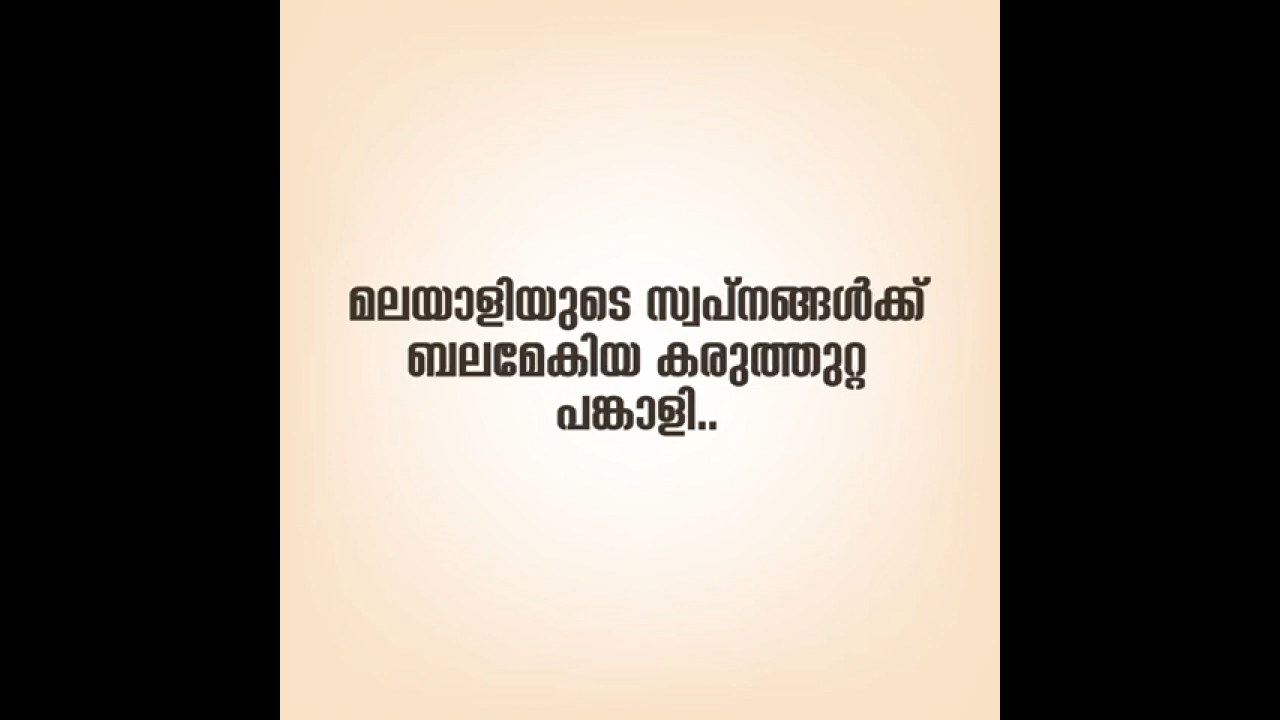 മലയാളിയുടെ സ്വപ്നങ്ങൾക്ക്
ബലമേകിയ കരുത്തുറ്റ
പങ്കാളി..